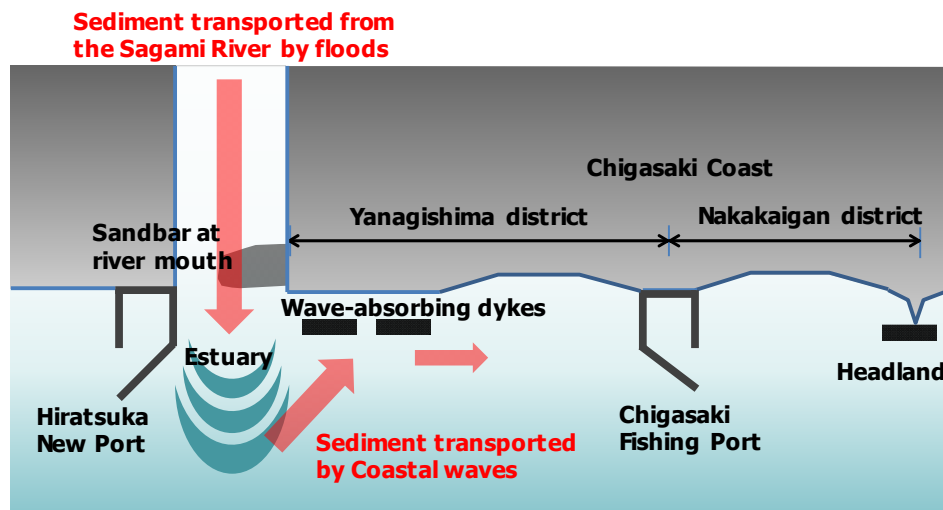 Sediment transported from
the Sagami River by floods
Chigasaki Coast
Yanagishima district
Nakakaigan district
Sandbar at
river mouth
Wave-absorbing dykes
Estuary
Headland
Hiratsuka
New Port
Chigasaki
Fishing Port
Sediment transported
by Coastal waves